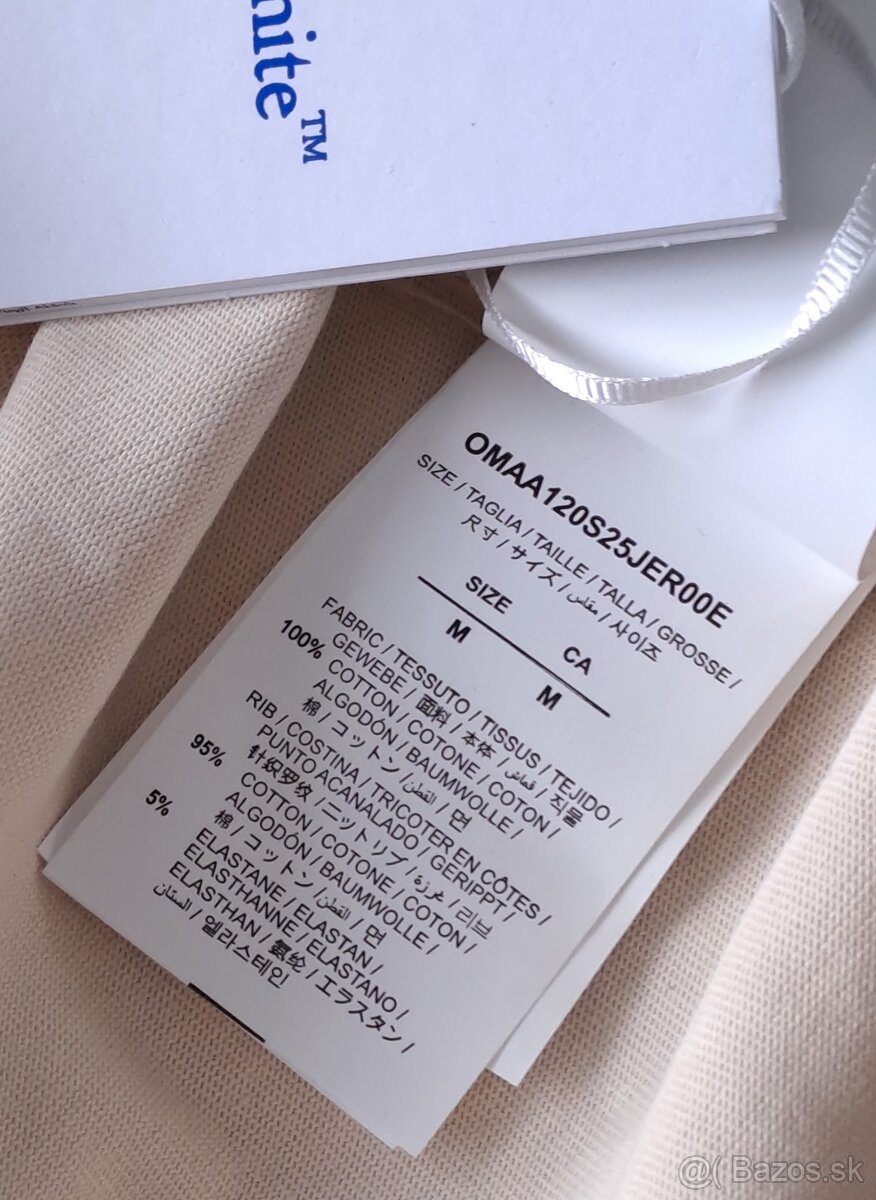 nite™
OMAA120S25JER00E
SIZE / TAGLIA / TAILLE / TALLA / GROSSE /
尺寸 / サイズ / مقاس / 사이즈
SIZE CA
M M
FABRIC / TESSUTO / TISSUS / TEJIDO /
GEWEBE / 面料 / 本体 / قماش / 직물
100% COTTON / COTONE / COTON /
ALGODÓN / BAUMWOLLE /
棉 / コットン / القطن / 면
RIB / COSTINA / TRICOTER EN CÔTES /
PUNTO ACANALADO / GERIPPT /
针织罗纹 / ニットリブ / غرزة / 리브
95% COTTON / COTONE / COTON /
ALGODÓN / BAUMWOLLE /
棉 / コットン / القطن / 면
5% ELASTANE / ELASTAN /
ELASTHANNE / ELASTANO /
ELASTHAN / 氨纶 / エラスタン /
الستان / 엘라스테인
@( Bazos.sk